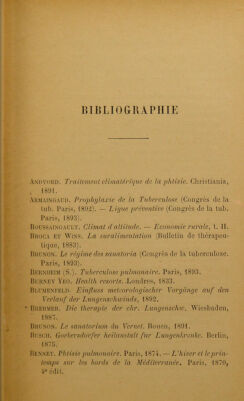 BIBLIOGRAPHIE
ANDVORD. Traitement climatérique de la phtisie. Christiania,
1891.
ARMAINGAUD. Prophylaxie de la Tuberculose (Congrès de la
tub. Paris, 1892). — Ligue préventive (Congrès de la tub.
Paris, 1893).
BOUSSAINGAULT. Climat d'altitude. — Economie rurale, t. II.
BROCA ET WINS. La suralimentation (Bulletin de thérapeu-
tique, 1883).
BRUNON. Le régime des sanatoria (Congrès de la tuberculose.
Paris, 1893).
BERNHEIM (S.). Tuberculose pulmonaire. Paris, 1893.
BURNEY YEO. Health resorts. Londres, 1833.
BLUMENFELD. Einfluss meteorologischer Vorgänge auf den
Verlauf der Lungenschwinds, 1892.
BREHMER. Die therapie der chr. Lungenschw. Wiesbaden,
1887.
BRUNON. Le sanatorium du Vernet. Rouen, 1891.
BUSCH. Gorbersdorfer heilanstalt fur Lungenkranke. Berlin,
1875.
BENNET. Phtisie pulmonaire. Paris, 1874. — L'hiver et le prin-
temps sur les bords de la Méditerranée. Paris, 1870,
4e édit.